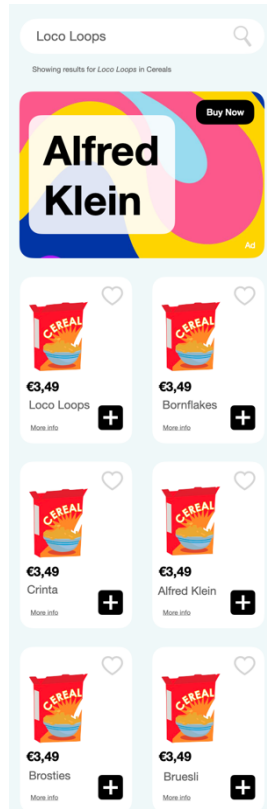 Loco Loops
Showing results for Loco Loops in Cereals
Buy Now
Alfred
Klein
Ad
CEREAL
€3,49
Loco Loops
More info
CEREAL
€3,49
Bornflakes
More info
CEREAL
€3,49
Crinta
More info
CEREAL
€3,49
Alfred Klein
More info
CEREAL
€3,49
Brosties
More info
CEREAL
€3,49
Bruesli
More info